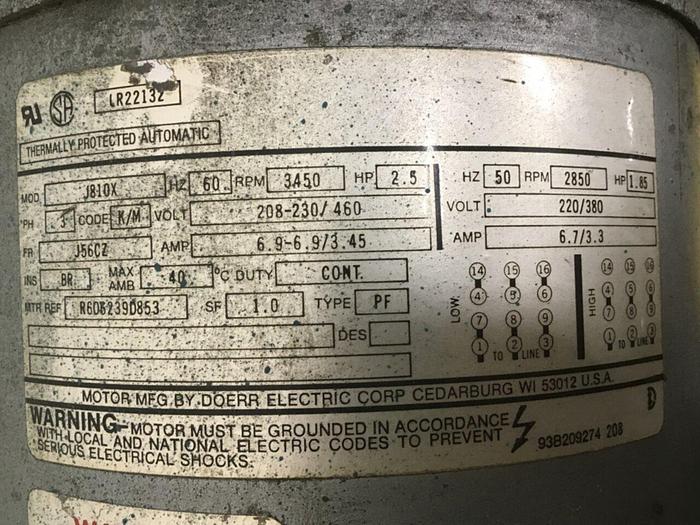 LR22132
THERMALLY PROTECTED AUTOMATIC
MOD. J810X HZ 60 RPM 3450 HP 2.5 HZ 50 RPM 2850 HP 1.85
PH 3 CODE K/M VOLT 208-230/460 VOLT 220/380
FR J56CZ AMP 6.9-6.9/3.45 AMP 6.7/3.3
INS BR MAX AMB 40 °C DUTY CONT.
MTR REF SF 1.0 TYPE PF
DES
LOW
14 15 16
4 5 6
7 8 9
1 2 3
TO LINE
HIGH
14 15 16
4 5 6
7 8 9
1 2 3
TO LINE
MOTOR MFG BY DOERR ELECTRIC CORP CEDARBURG WI 53012 U.S.A.
WARNING-MOTOR MUST BE GROUNDED IN ACCORDANCE
WITH LOCAL AND NATIONAL ELECTRIC CODES TO PREVENT
SERIOUS ELECTRICAL SHOCKS.
93B209274 208